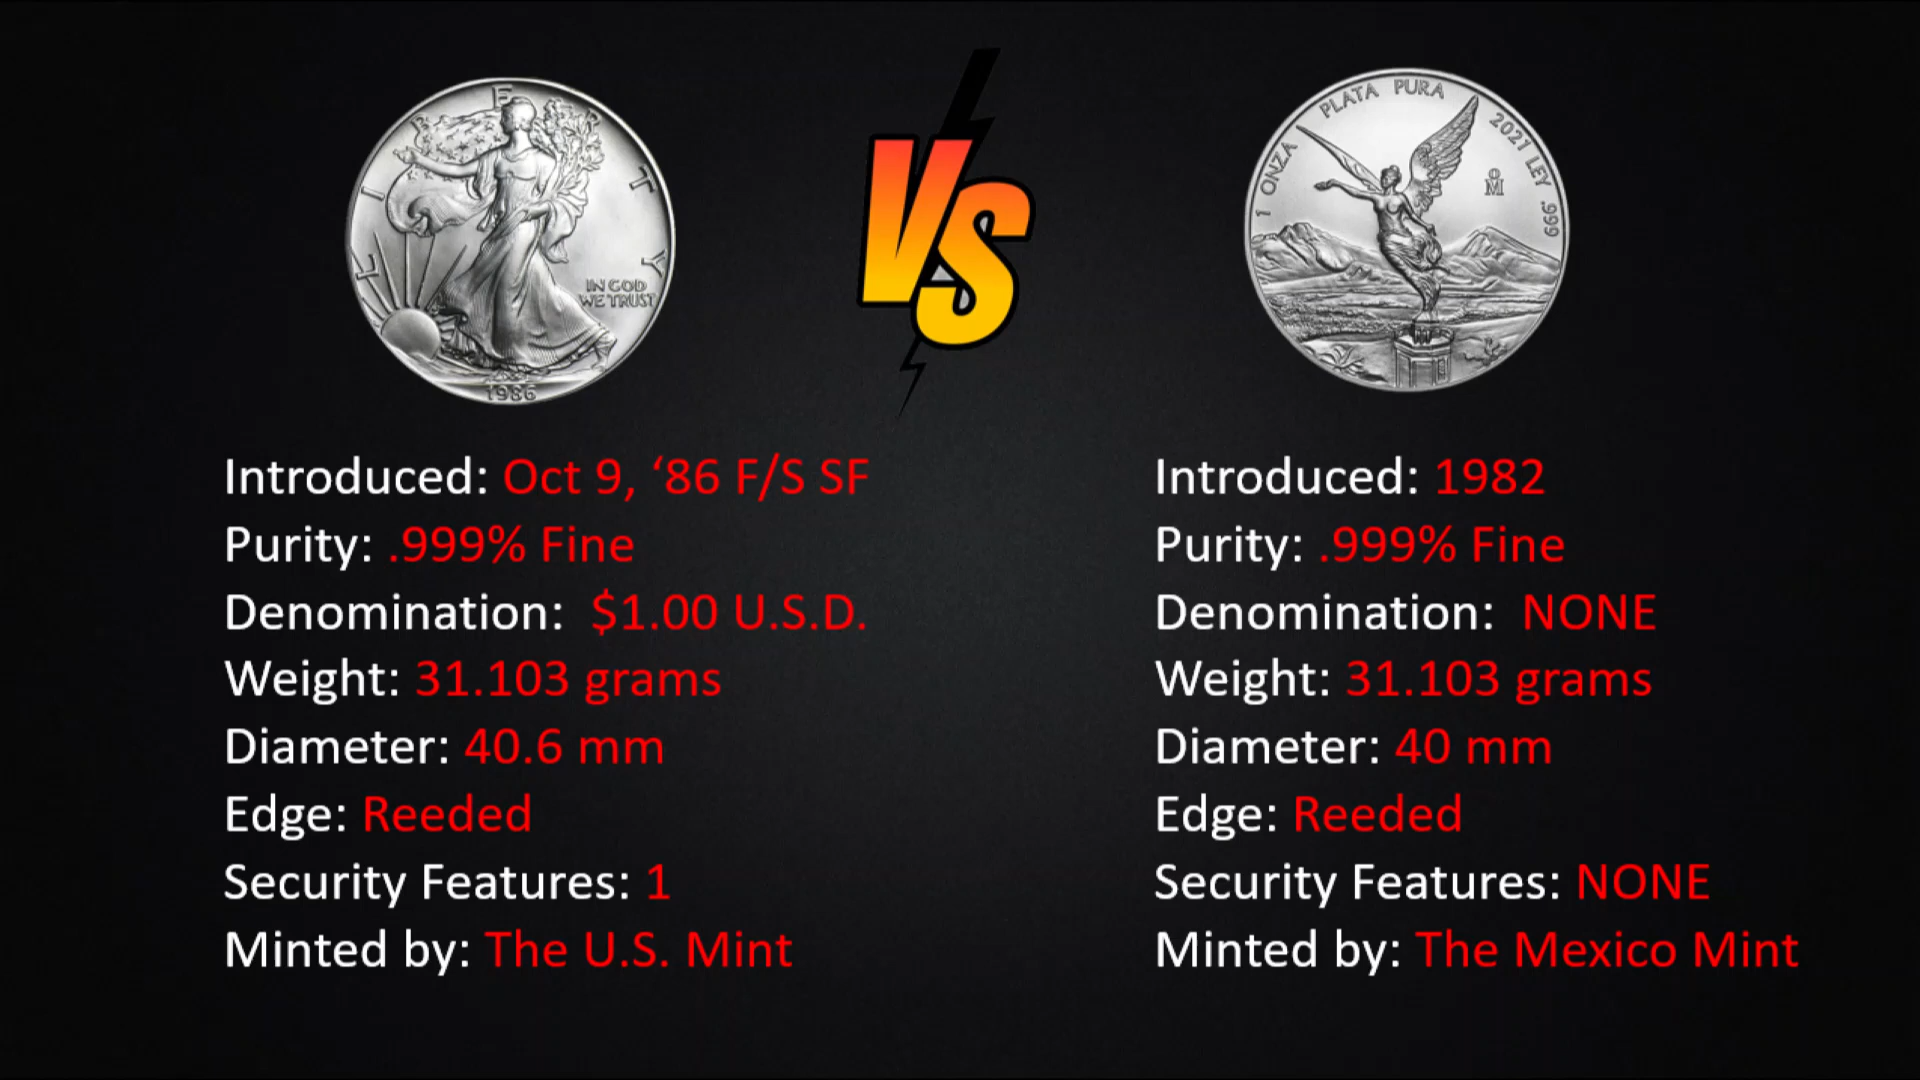 LIBERTY
IN GOD
WE TRUST
1986
VS
1 ONZA PLATA PURA 2021 LEY .999
M
Introduced: Oct 9, ‘86 F/S SF
Purity: .999% Fine
Denomination: $1.00 U.S.D.
Weight: 31.103 grams
Diameter: 40.6 mm
Edge: Reeded
Security Features: 1
Minted by: The U.S. Mint
Introduced: 1982
Purity: .999% Fine
Denomination: NONE
Weight: 31.103 grams
Diameter: 40 mm
Edge: Reeded
Security Features: NONE
Minted by: The Mexico Mint